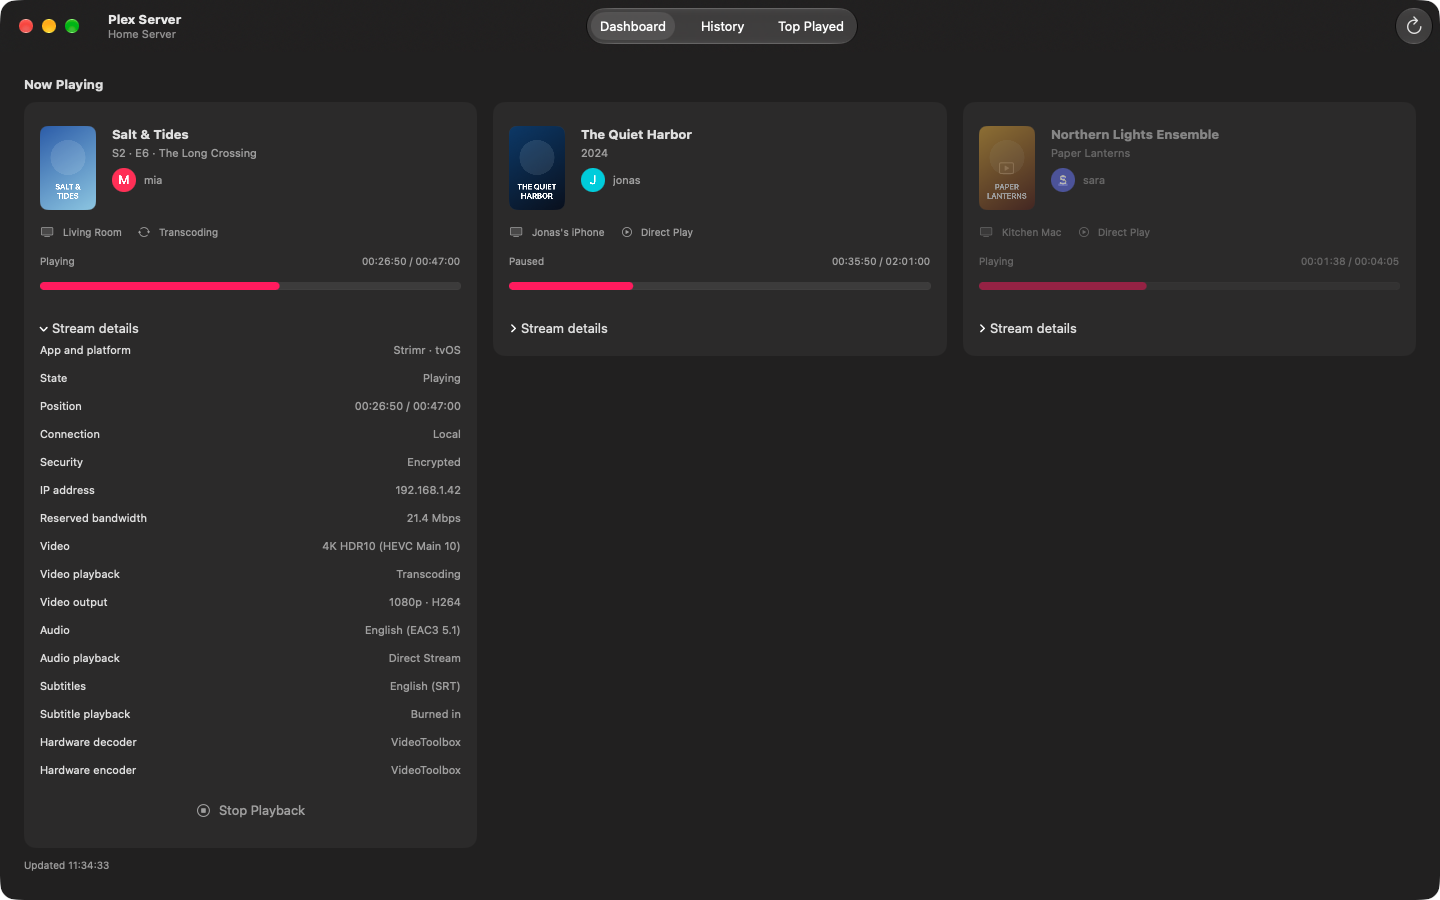 Plex Server
Home Server
Dashboard
History
Top Played
Now Playing
SALT &
TIDES
Salt & Tides
S2 · E6 · The Long Crossing
M
mia
Living Room
Transcoding
Playing
00:26:50 / 00:47:00
Stream details
App and platform
Strimr · tvOS
State
Playing
Position
00:26:50 / 00:47:00
Connection
Local
Security
Encrypted
IP address
192.168.1.42
Reserved bandwidth
21.4 Mbps
Video
4K HDR10 (HEVC Main 10)
Video playback
Transcoding
Video output
1080p · H264
Audio
English (EAC3 5.1)
Audio playback
Direct Stream
Subtitles
English (SRT)
Subtitle playback
Burned in
Hardware decoder
VideoToolbox
Hardware encoder
VideoToolbox
Stop Playback
THE QUIET
HARBOR
The Quiet Harbor
2024
J
jonas
Jonas's iPhone
Direct Play
Paused
00:35:50 / 02:01:00
Stream details
PAPER
LANTERNS
Northern Lights Ensemble
Paper Lanterns
S
sara
Kitchen Mac
Direct Play
Playing
00:01:38 / 00:04:05
Stream details
Updated 11:34:33